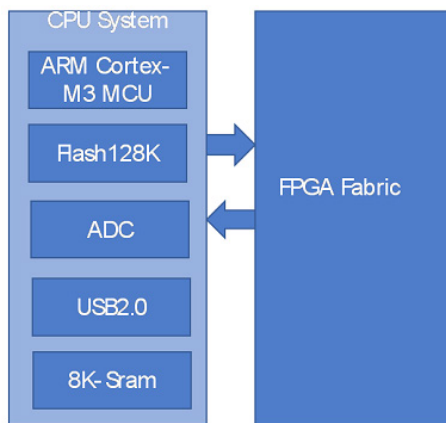 CPU System
ARM Cortex-
M3 MCU
Flash128K
ADC
USB2.0
8K-Sram
FPGA Fabric